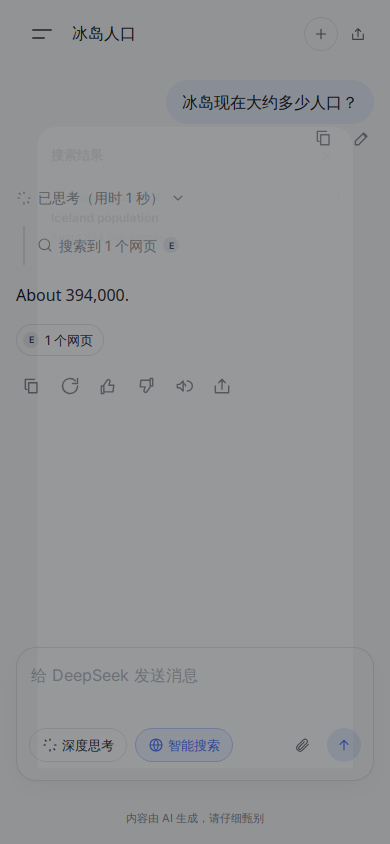 冰岛人口
冰岛现在大约多少人口？
搜索结果
已思考（用时 1 秒）
Iceland population
搜索到 1 个网页 E
About 394,000.
E 1 个网页
给 DeepSeek 发送消息
深度思考 智能搜索
内容由 AI 生成，请仔细甄别